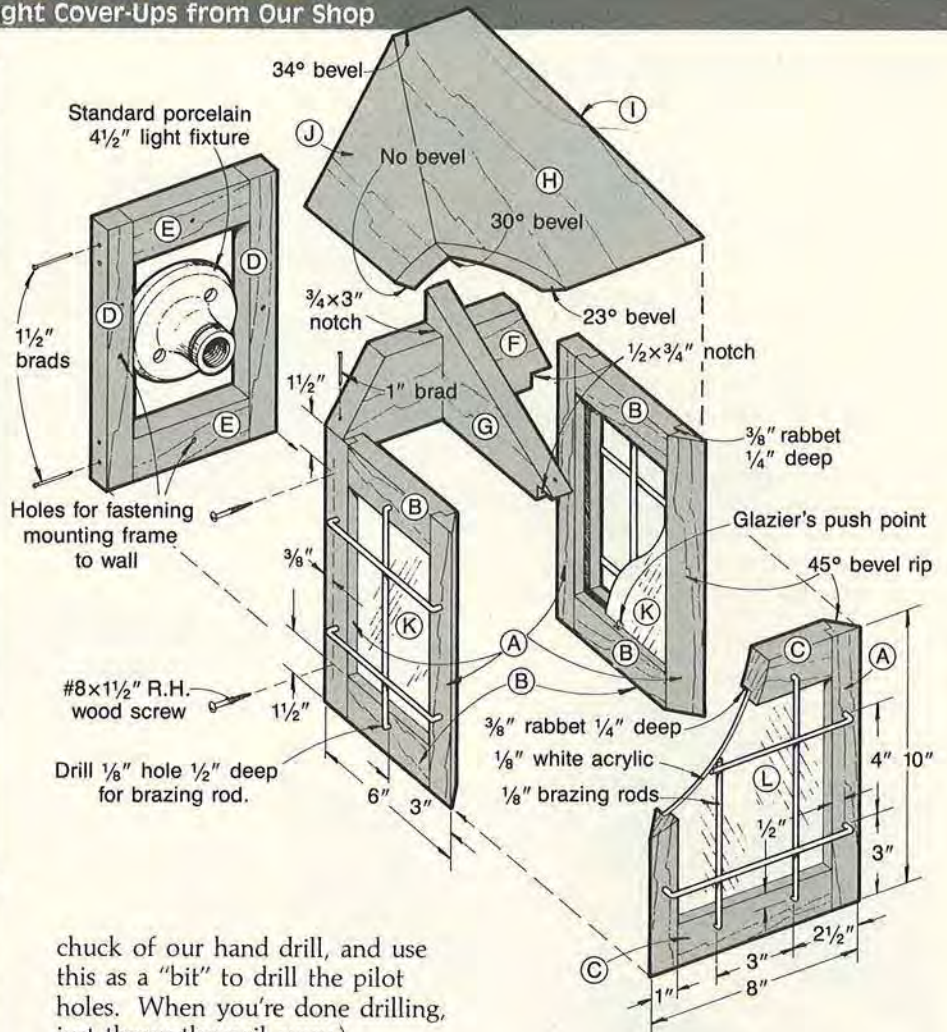 ght Cover-Ups from Our Shop
34° bevel
Standard porcelain
4½" light fixture
I
J
No bevel
H
30° bevel
E
D
D
¾×3"
notch
F
23° bevel
½×¾" notch
1½"
brads
1½"
1" brad
G
B
⅜" rabbet
¼" deep
E
Holes for fastening
mounting frame
to wall
B
Glazier's push point
45° bevel rip
⅜"
K
K
A
B
C
A
#8×1½" R.H.
wood screw
1½"
B
⅜" rabbet ¼" deep
⅛" white acrylic
⅛" brazing rods
L
4"
10"
Drill ⅛" hole ½" deep
for brazing rod.
6"
3"
½"
3"
C
1"
3"
2½"
8"
chuck of our hand drill, and use
this as a "bit" to drill the pilot
holes. When you're done drilling,